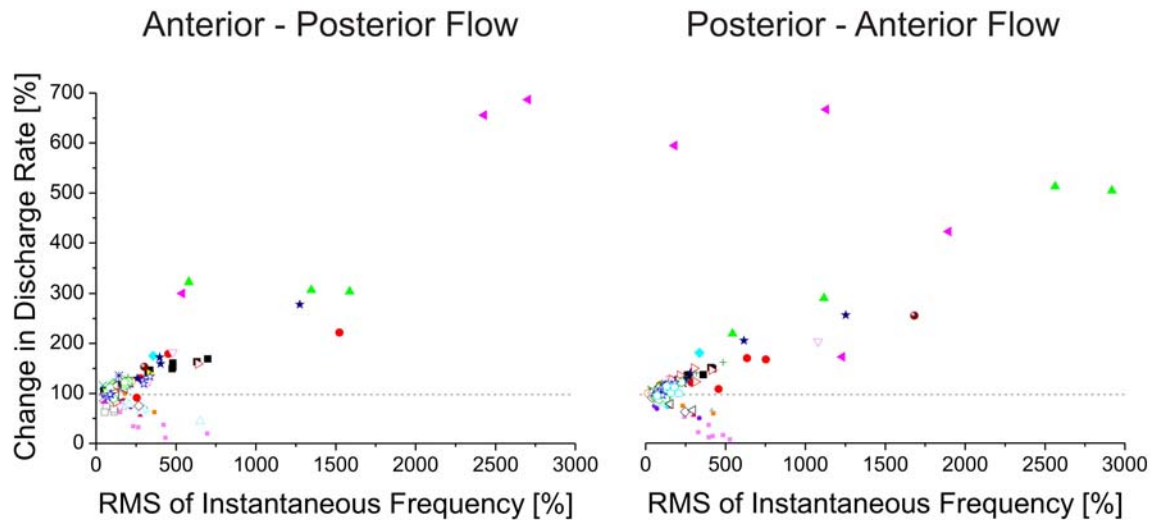 Anterior - Posterior Flow
Posterior - Anterior Flow
Change in Discharge Rate [%]
700
600
500
400
300
200
100
0
0 500 1000 1500 2000 2500 3000
0 500 1000 1500 2000 2500 3000
RMS of Instantaneous Frequency [%]
RMS of Instantaneous Frequency [%]